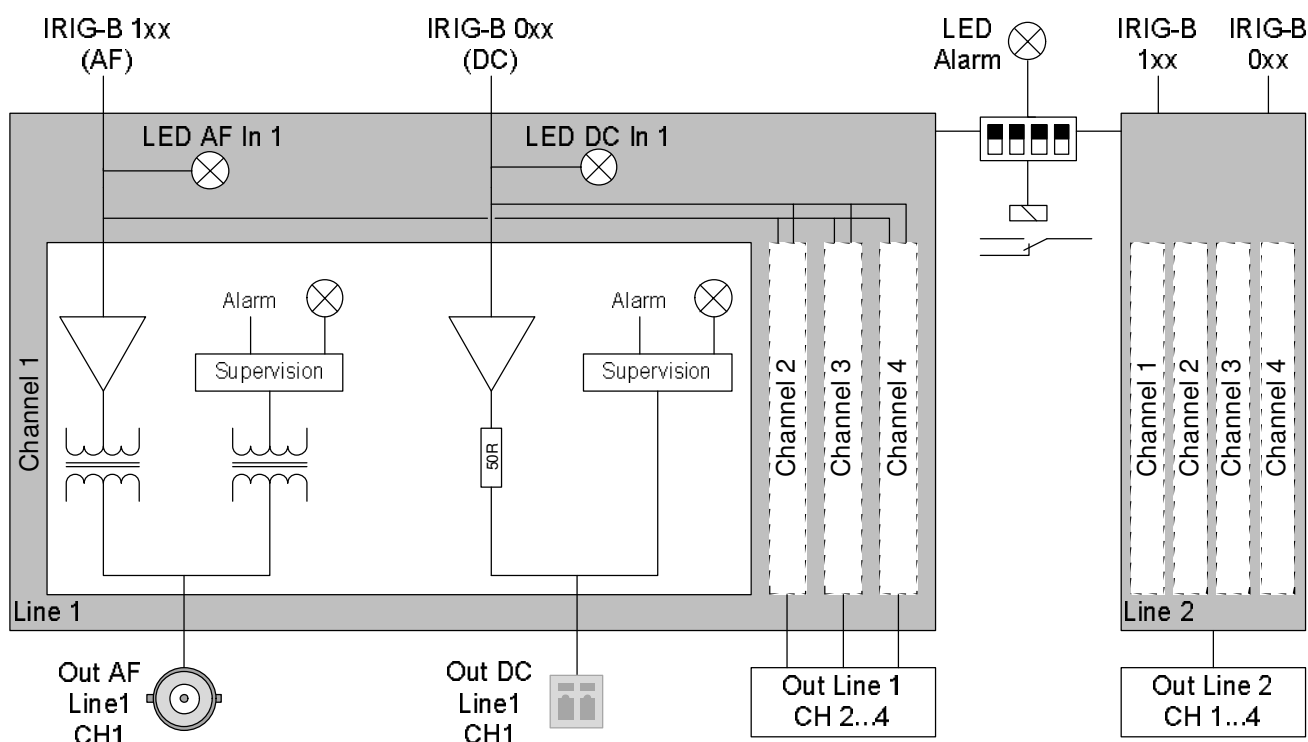 IRIG-B 1xx
(AF)
IRIG-B 0xx
(DC)
LED
Alarm
IRIG-B
1xx
IRIG-B
0xx
LED AF In 1
LED DC In 1
Channel 1
Alarm
Supervision
50R
Alarm
Supervision
Channel 2
Channel 3
Channel 4
Channel 1
Channel 2
Channel 3
Channel 4
Line 1
Line 2
Out AF
Line1
CH1
Out DC
Line1
CH1
Out Line 1
CH 2...4
Out Line 2
CH 1...4